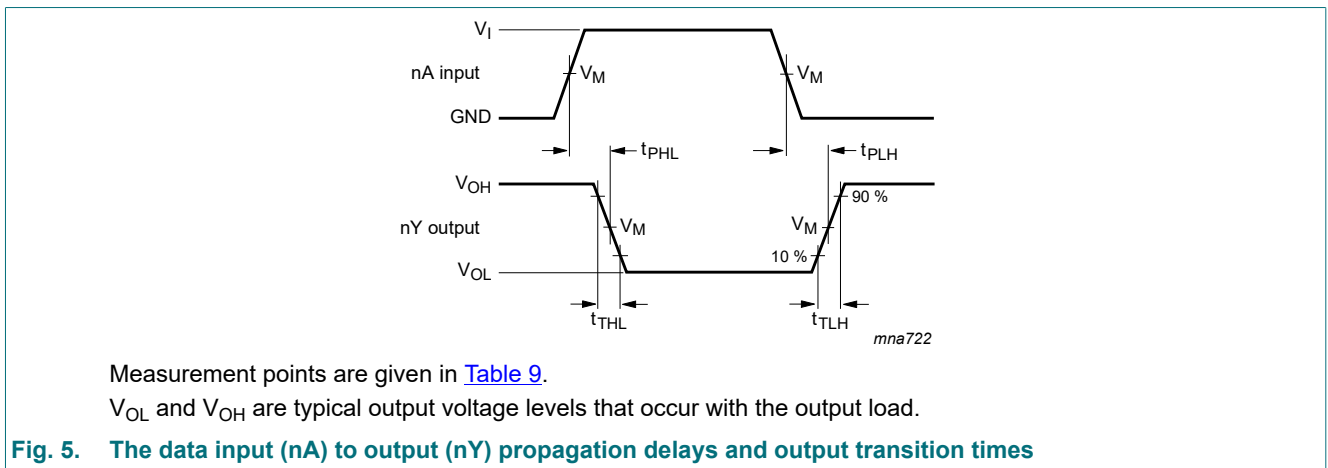 V_I
nA input
V_M
V_M
GND
t_PHL
t_PLH
V_OH
90 %
nY output
V_M
V_M
10 %
V_OL
t_THL
t_TLH
mna722
Measurement points are given in Table 9.
V_OL and V_OH are typical output voltage levels that occur with the output load.
Fig. 5. The data input (nA) to output (nY) propagation delays and output transition times